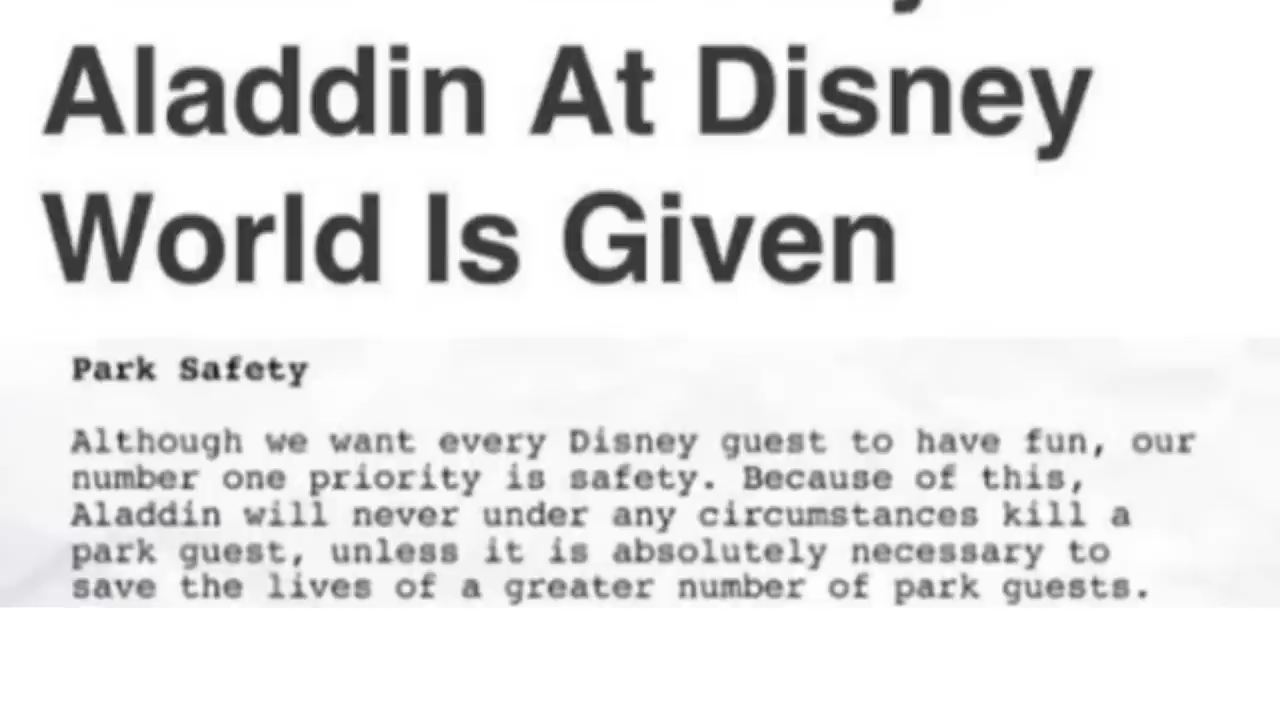 Aladdin At Disney
World Is Given
Park Safety
Although we want every Disney guest to have fun, our
number one priority is safety. Because of this,
Aladdin will never under any circumstances kill a
park guest, unless it is absolutely necessary to
save the lives of a greater number of park guests.